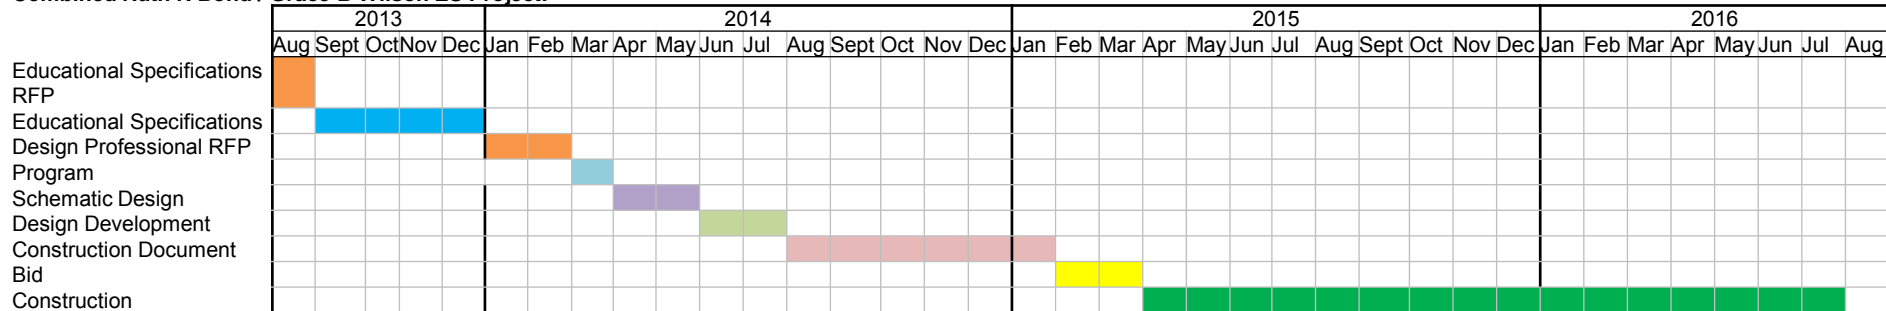 2013 2014 2015 2016
Aug Sept Oct Nov Dec Jan Feb Mar Apr May Jun Jul Aug Sept Oct Nov Dec Jan Feb Mar Apr May Jun Jul Aug Sept Oct Nov Dec Jan Feb Mar Apr May Jun Jul Aug
Educational Specifications
RFP
Educational Specifications
Design Professional RFP
Program
Schematic Design
Design Development
Construction Document
Bid
Construction